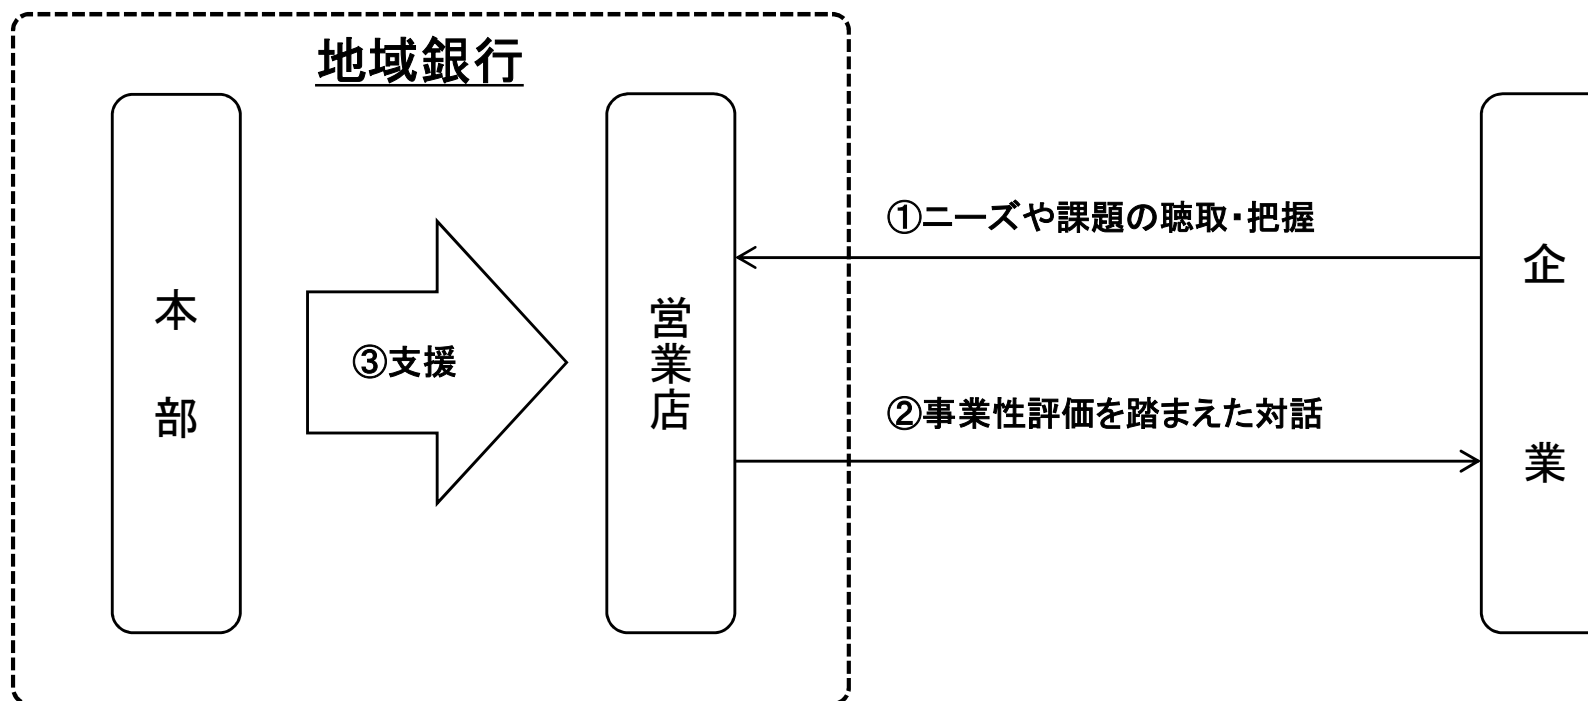 地域銀行
本部
③支援
営業店
①ニーズや課題の聴取・把握
②事業性評価を踏まえた対話
企業